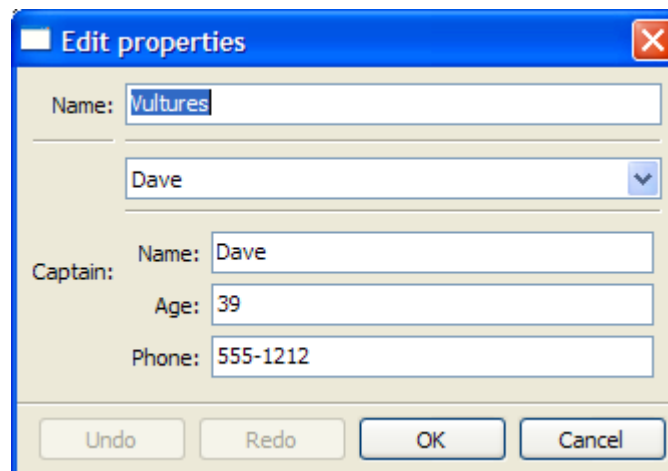 Edit properties
Name: Vultures
Dave
Captain:
Name: Dave
Age: 39
Phone: 555-1212
Undo Redo OK Cancel